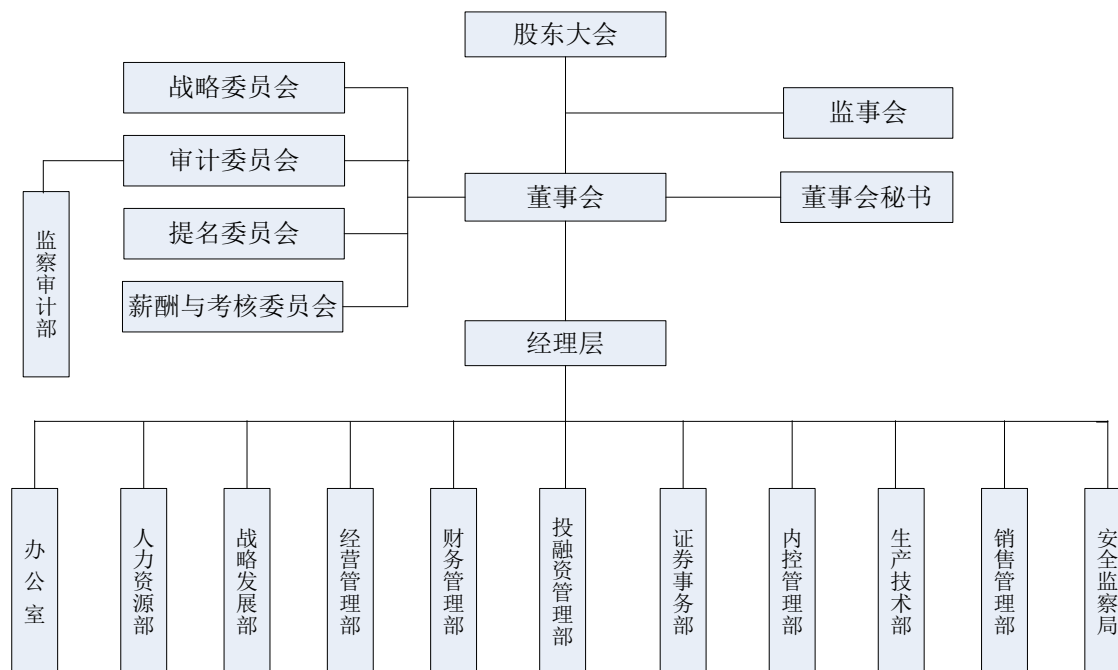 股东大会
战略委员会
监事会
审计委员会
董事会
董事会秘书
监察审计部
提名委员会
薪酬与考核委员会
经理层
办公室
人力资源部
战略发展部
经营管理部
财务管理部
投融资管理部
证券事务部
内控管理部
生产技术部
销售管理部
安全监察局